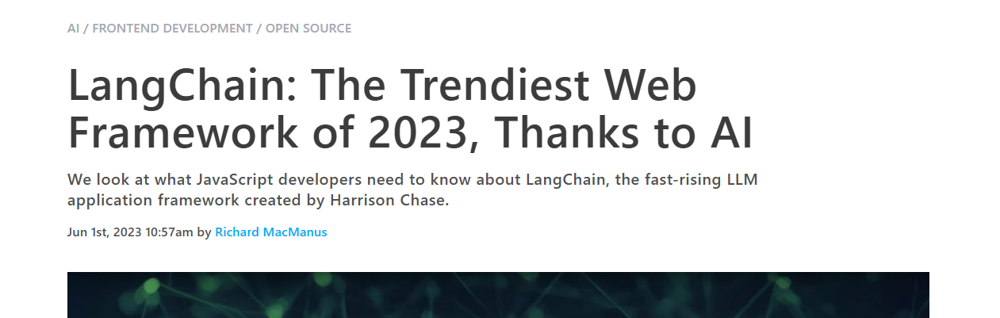 AI / FRONTEND DEVELOPMENT / OPEN SOURCE
LangChain: The Trendiest Web
Framework of 2023, Thanks to AI
We look at what JavaScript developers need to know about LangChain, the fast-rising LLM
application framework created by Harrison Chase.
Jun 1st, 2023 10:57am by Richard MacManus